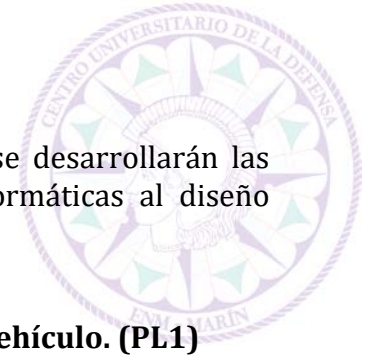 CENTRO UNIVERSITARIO DE LA DEFENSA
se desarrollarán las
ormáticas al diseño
ENM - MARÍN
ehículo. (PL1)